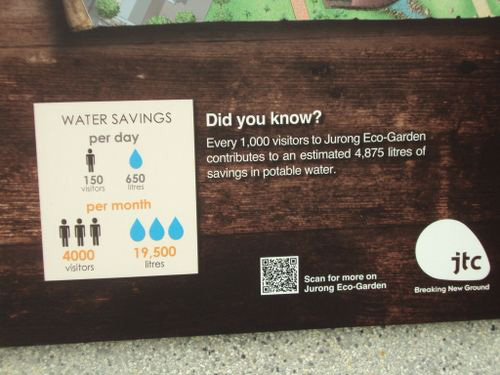 WATER SAVINGS
per day
150 650
visitors litres
per month
4000 19,500
visitors litres
Did you know?
Every 1,000 visitors to Jurong Eco-Garden
contributes to an estimated 4,875 litres of
savings in potable water.
Scan for more on
Jurong Eco-Garden
jtc
Breaking New Ground